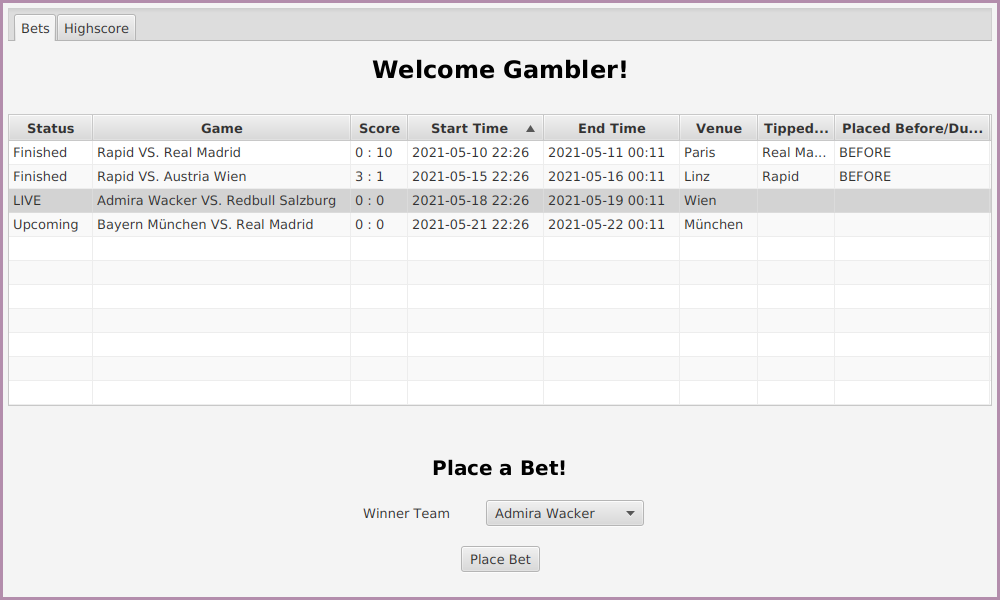 Bets Highscore
Welcome Gambler!
Status Game Score Start Time End Time Venue Tipped... Placed Before/Du...
Finished Rapid VS. Real Madrid 0 : 10 2021-05-10 22:26 2021-05-11 00:11 Paris Real Ma... BEFORE
Finished Rapid VS. Austria Wien 3 : 1 2021-05-15 22:26 2021-05-16 00:11 Linz Rapid BEFORE
LIVE Admira Wacker VS. Redbull Salzburg 0 : 0 2021-05-18 22:26 2021-05-19 00:11 Wien
Upcoming Bayern München VS. Real Madrid 0 : 0 2021-05-21 22:26 2021-05-22 00:11 München
Place a Bet!
Winner Team Admira Wacker
Place Bet